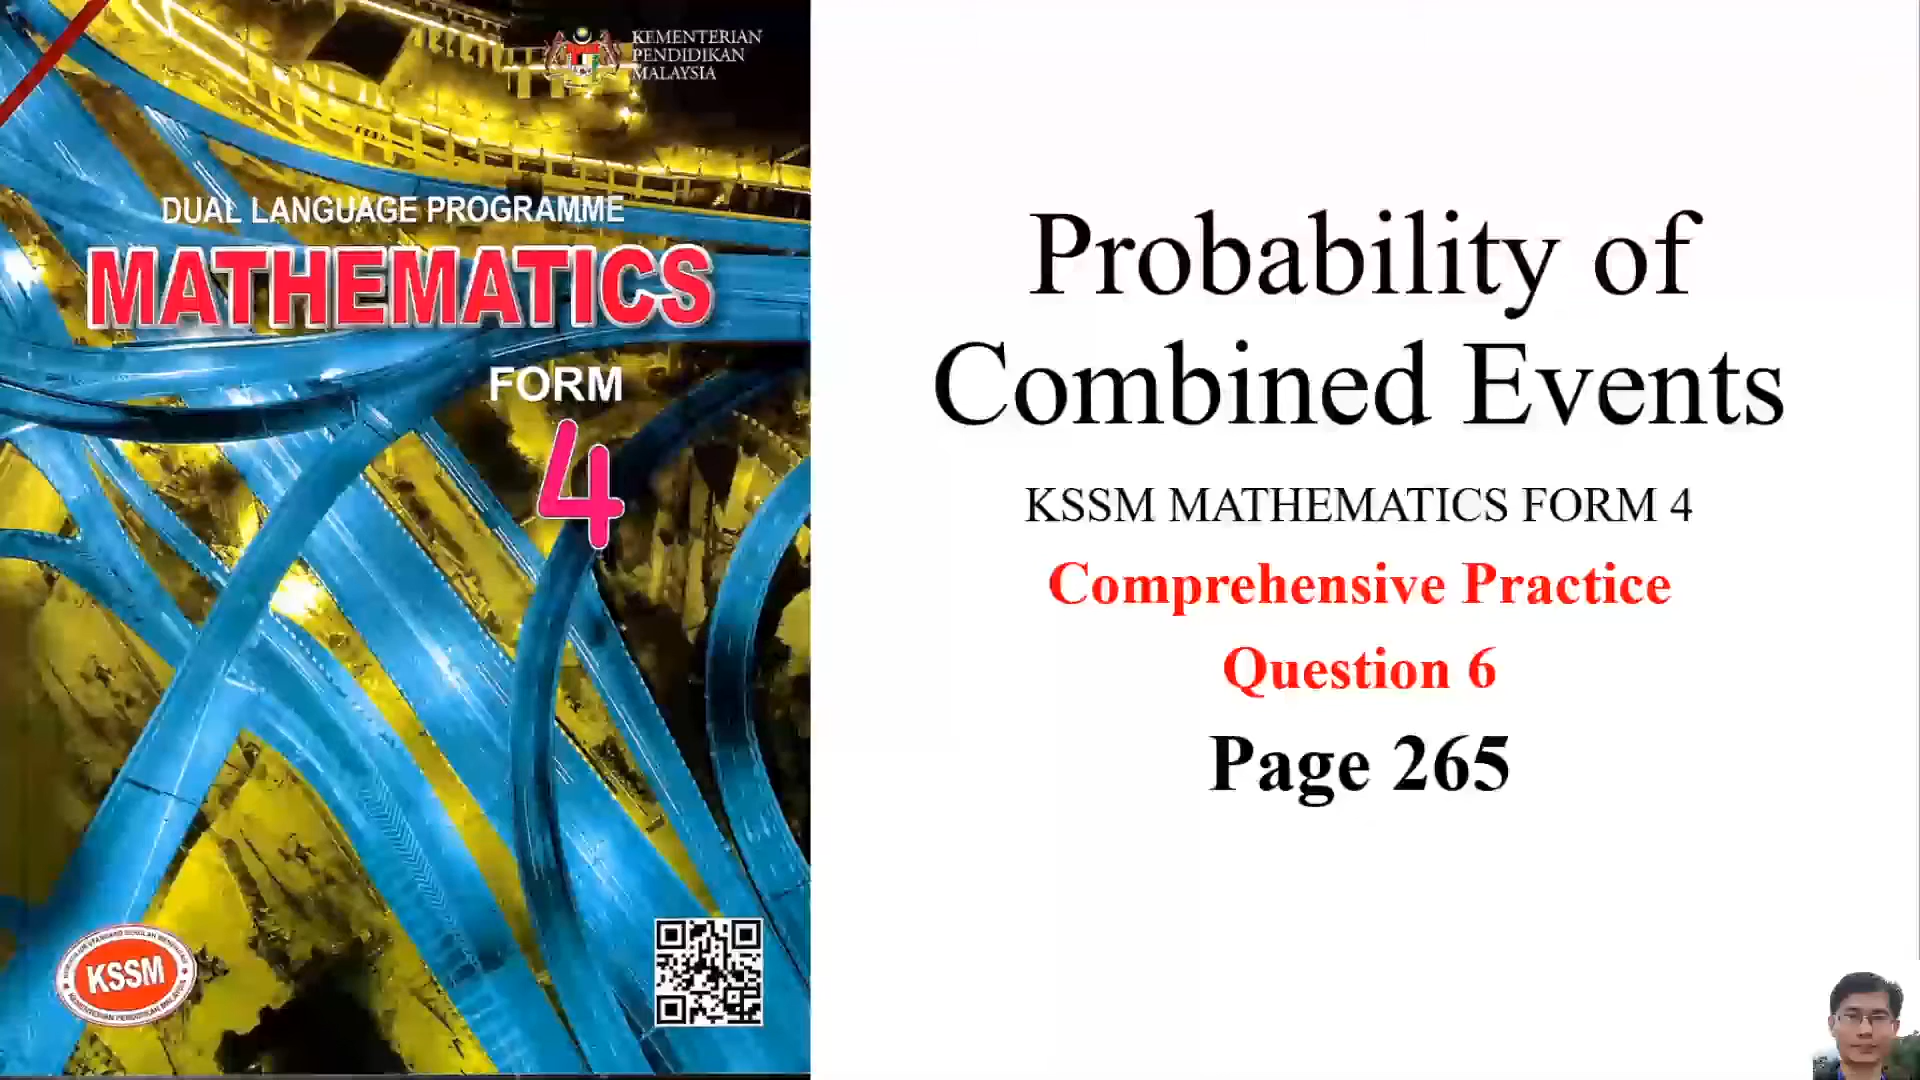 KEMENTERIAN
PENDIDIKAN
MALAYSIA
DUAL LANGUAGE PROGRAMME
MATHEMATICS
FORM
4
KSSM
Probability of
Combined Events
KSSM MATHEMATICS FORM 4
Comprehensive Practice
Question 6
Page 265